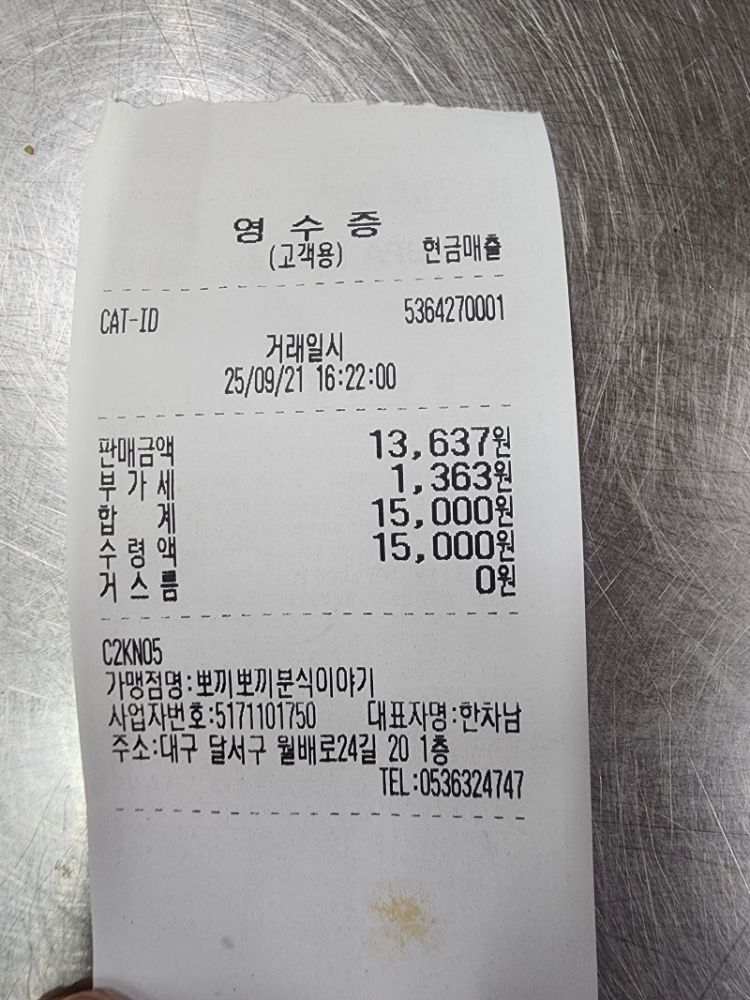 영 수 증
(고객용) 현금매출
CAT-ID 5364270001
거래일시
25/09/21 16:22:00
판매금액 13,637원
부 가 세 1,363원
합 계 15,000원
수 령 액 15,000원
거 스 름 0원
C2KN05
가맹점명:뽀끼뽀끼분식이야기
사업자번호:5171101750 대표자명:한차남
주소:대구 달서구 월배로24길 20 1층
TEL:0536324747